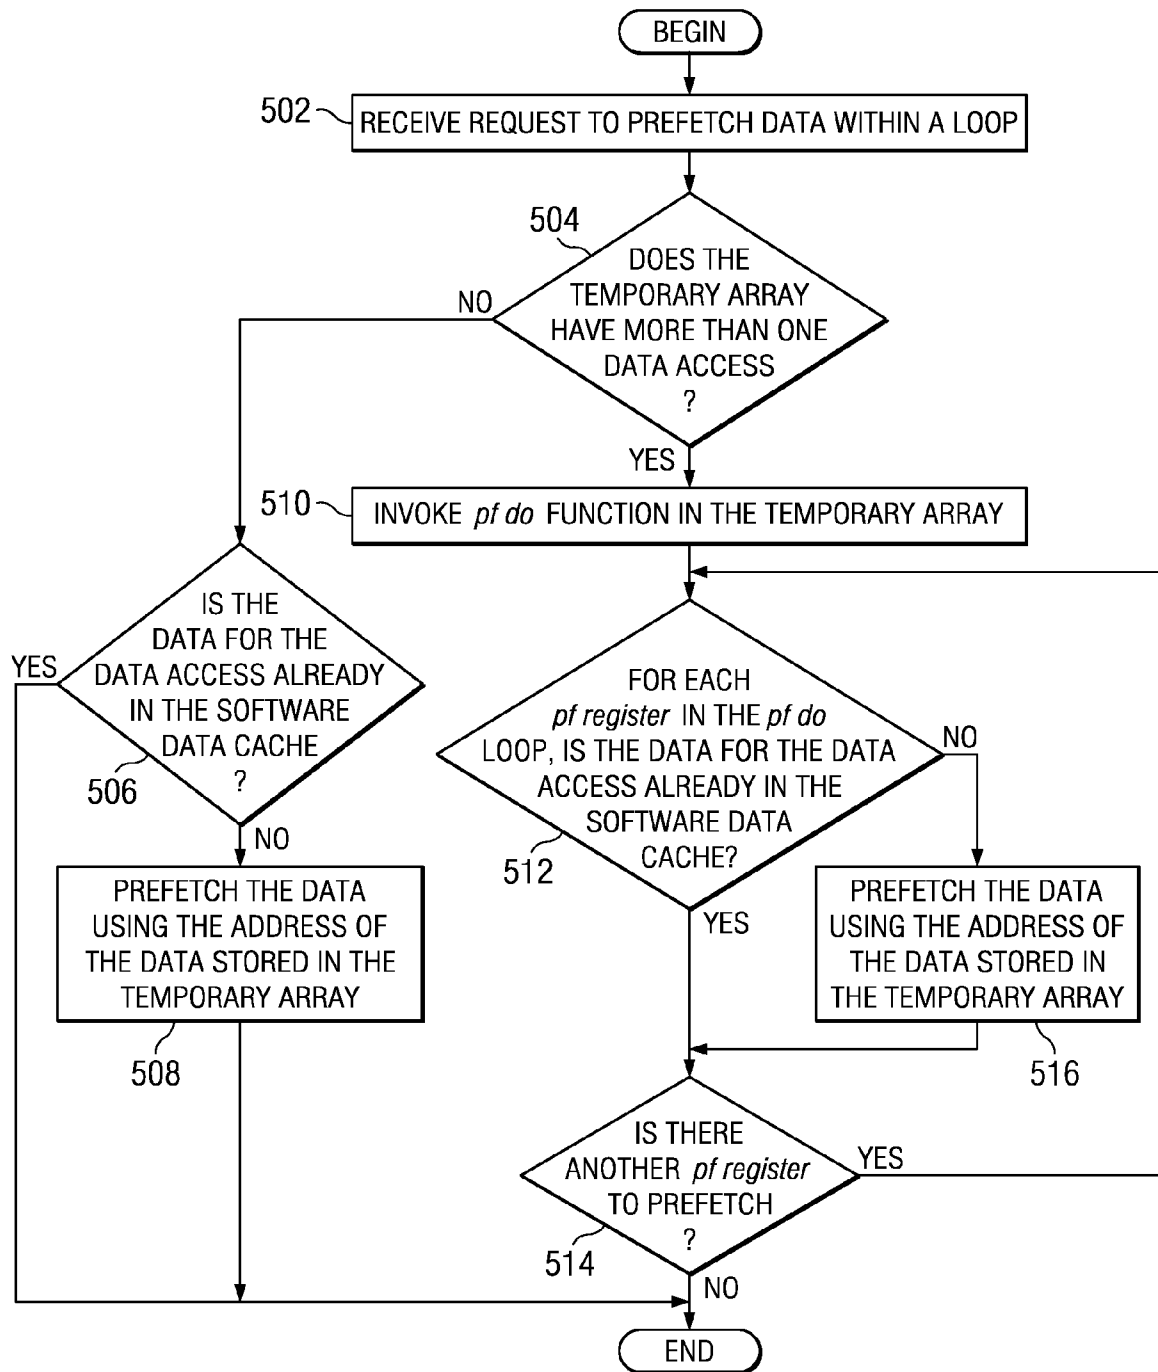 BEGIN
502
RECEIVE REQUEST TO PREFETCH DATA WITHIN A LOOP
504
DOES THE
TEMPORARY ARRAY
HAVE MORE THAN ONE
DATA ACCESS
?
NO
YES
510
INVOKE pf do FUNCTION IN THE TEMPORARY ARRAY
IS THE
DATA FOR THE
DATA ACCESS ALREADY
IN THE SOFTWARE
DATA CACHE
?
YES
506
NO
PREFETCH THE DATA
USING THE ADDRESS OF
THE DATA STORED IN THE
TEMPORARY ARRAY
508
FOR EACH
pf register IN THE pf do
LOOP, IS THE DATA FOR THE DATA
ACCESS ALREADY IN THE
SOFTWARE DATA
CACHE?
512
NO
YES
PREFETCH THE DATA
USING THE ADDRESS OF
THE DATA STORED IN
THE TEMPORARY ARRAY
516
IS THERE
ANOTHER pf register
TO PREFETCH
?
514
YES
NO
END